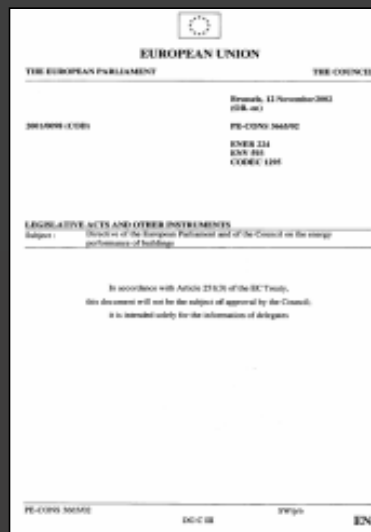 EUROPEAN UNION
THE EUROPEAN PARLIAMENT THE COUNCIL
Brussels, 12 November 2002
(OR. en)
2001/0098 (COD) PE-CONS 3665/02
ENER 224
ENV 593
CODEC 1295
LEGISLATIVE ACTS AND OTHER INSTRUMENTS
Subject : Directive of the European Parliament and of the Council on the energy
performance of buildings
In accordance with Article 251(3) of the EC Treaty,
this document will not be the subject of approval by the Council;
it is intended solely for the information of delegates
PE-CONS 3665/02
DG C III EN